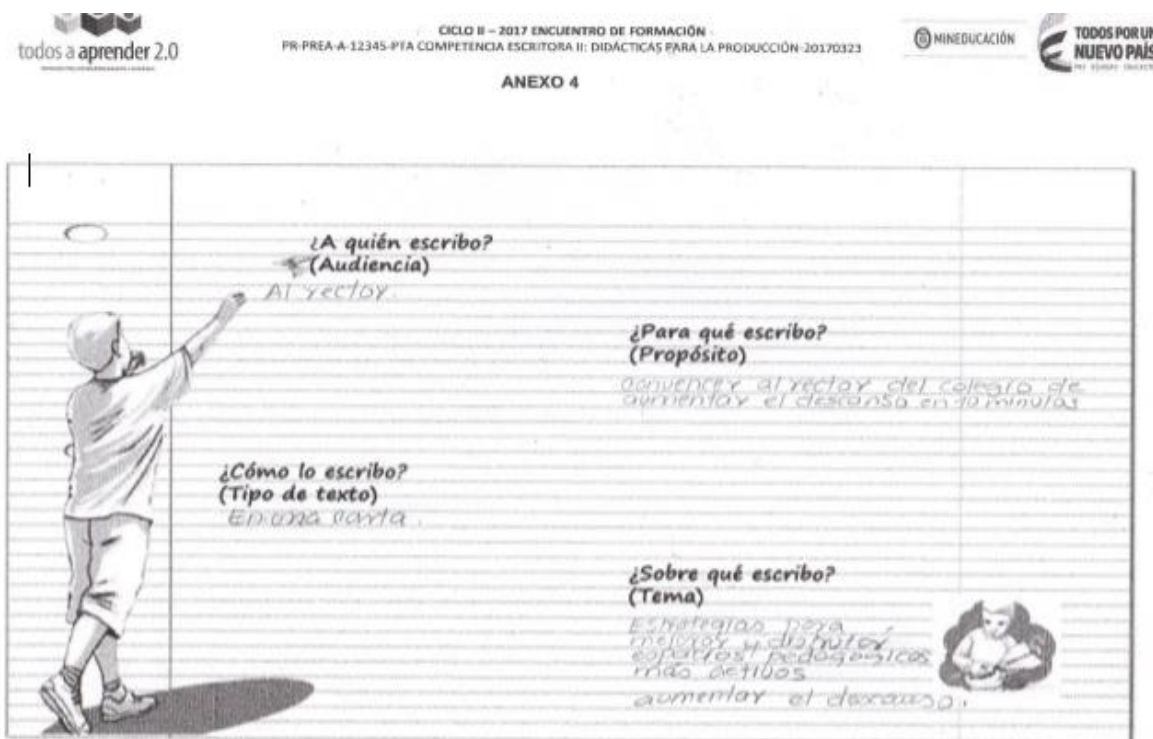 todos a aprender 2.0
CICLO II – 2017 ENCUENTRO DE FORMACIÓN
PR-PREA-A-12345-PTA COMPETENCIA ESCRITORA II: DIDÁCTICAS PARA LA PRODUCCIÓN-20170323
MINEDUCACIÓN
TODOS POR UN
NUEVO PAÍS
ANEXO 4
¿A quién escribo?
(Audiencia)
Al rector.
¿Para qué escribo?
(Propósito)
Convencer al rector del colegio de
aumentar el descanso en 10 minutos
¿Cómo lo escribo?
(Tipo de texto)
En una carta.
¿Sobre qué escribo?
(Tema)
Estrategias para
mejorar y disfrutar
espacios pedagógicos
más activos
aumentar el descanso.